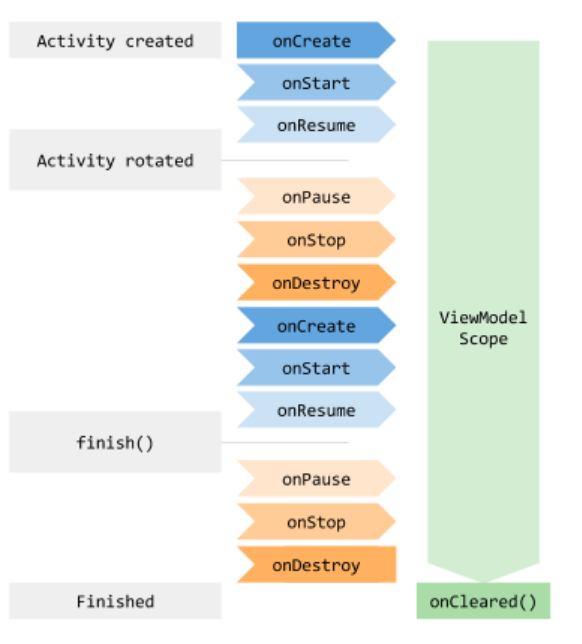 Activity created
onCreate
onStart
onResume
Activity rotated
onPause
onStop
onDestroy
onCreate
ViewModel
Scope
onStart
onResume
finish()
onPause
onStop
onDestroy
Finished
onCleared()